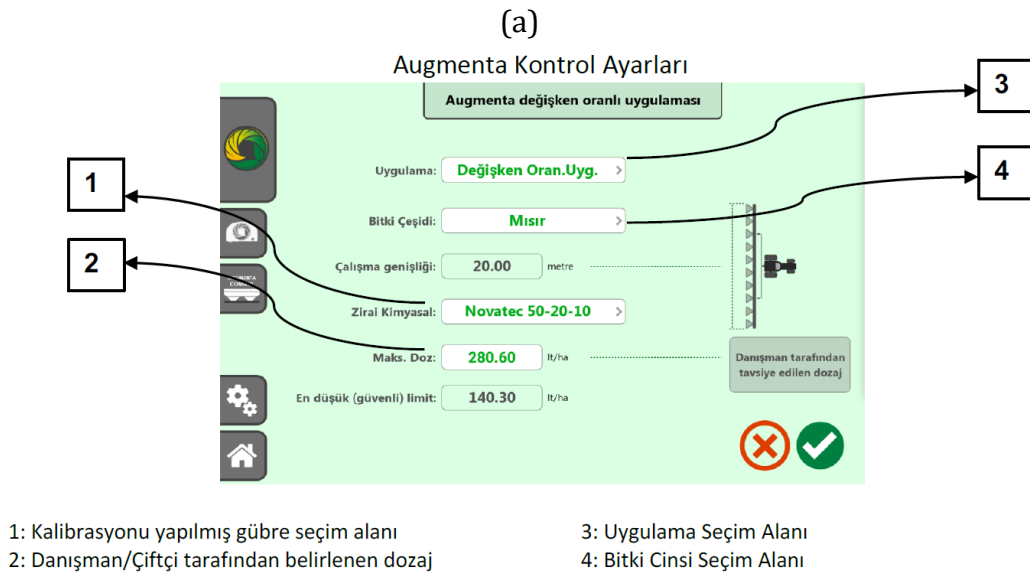 (a)
Augmenta Kontrol Ayarları
Augmenta değişken oranlı uygulaması
3
Uygulama: Değişken Oran.Uyg. >
4
1
Bitki Çeşidi: Mısır >
2
Çalışma genişliği: 20.00 metre
Zirai Kimyasal: Novatec 50-20-10 >
Maks. Doz: 280.60 lt/ha
Danışman tarafından
tavsiye edilen dozaj
En düşük (güvenli) limit: 140.30 lt/ha
1: Kalibrasyonu yapılmış gübre seçim alanı
2: Danışman/Çiftçi tarafından belirlenen dozaj
3: Uygulama Seçim Alanı
4: Bitki Cinsi Seçim Alanı